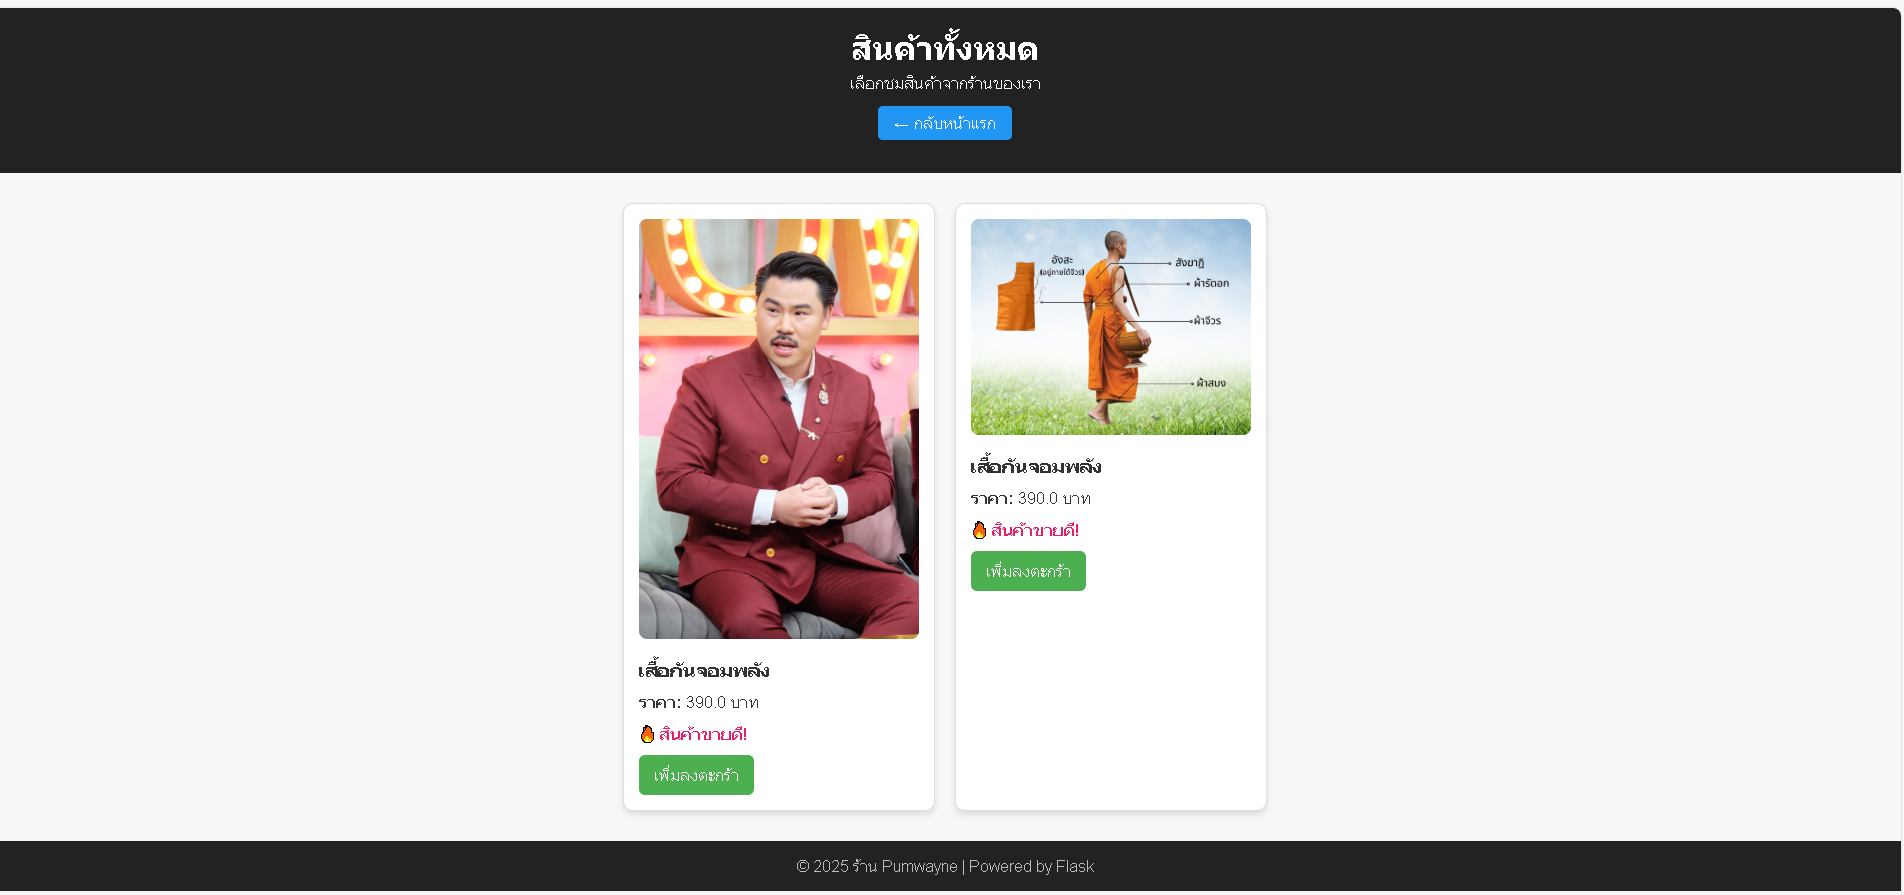 สินค้าทั้งหมด
เลือกชมสินค้าจากร้านของเรา
← กลับหน้าแรก
เสื้อกันจอมพลัง
ราคา: 390.0 บาท
🔥 สินค้าขายดี!
เพิ่มลงตะกร้า
อังสะ
(อยู่ภายใต้จีวร)
สังฆาฏิ
ผ้ารัดอก
ผ้าจีวร
ผ้าสบง
เสื้อกันจอมพลัง
ราคา: 390.0 บาท
🔥 สินค้าขายดี!
เพิ่มลงตะกร้า
© 2025 ร้าน Pumwayne | Powered by Flask